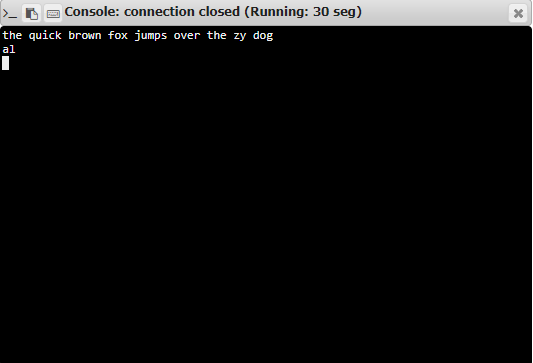 >_ Console: connection closed (Running: 30 seg)
the quick brown fox jumps over the zy dog
al